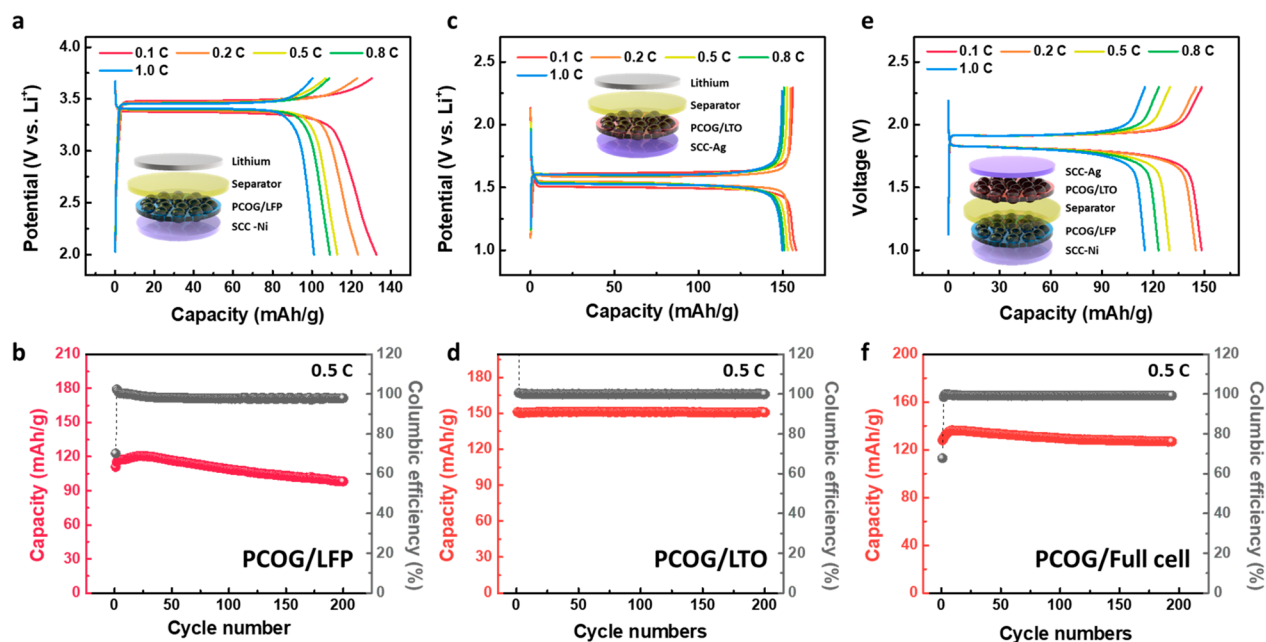 a
0.1 C 0.2 C 0.5 C 0.8 C
1.0 C
4.0
3.5
3.0
2.5
2.0
Potential (V vs. Li+)
Lithium
Separator
PCOG/LFP
SCC -Ni
0 20 40 60 80 100 120 140
Capacity (mAh/g)
c
0.1 C 0.2 C 0.5 C 0.8 C
1.0 C
2.5
2.0
1.5
1.0
Potential (V vs. Li+)
Lithium
Separator
PCOG/LTO
SCC-Ag
0 50 100 150
Capacity (mAh/g)
e
0.1 C 0.2 C 0.5 C 0.8 C
1.0 C
2.5
2.0
1.5
1.0
Voltage (V)
SCC-Ag
PCOG/LTO
Separator
PCOG/LFP
SCC-Ni
0 30 60 90 120 150
Capacity (mAh/g)
b
0.5 C
210
180
150
120
90
60
30
0
Capacity (mAh/g)
120
100
80
60
40
20
0
Columbic efficiency (%)
PCOG/LFP
0 50 100 150 200
Cycle number
d
0.5 C
180
150
120
90
60
30
0
Capacity (mAh/g)
120
100
80
60
40
20
0
Columbic efficiency (%)
PCOG/LTO
0 50 100 150 200
Cycle numbers
f
0.5 C
200
160
120
80
40
0
Capacity (mAh/g)
120
100
80
60
40
20
0
Columbic efficiency (%)
PCOG/Full cell
0 50 100 150 200
Cycle numbers